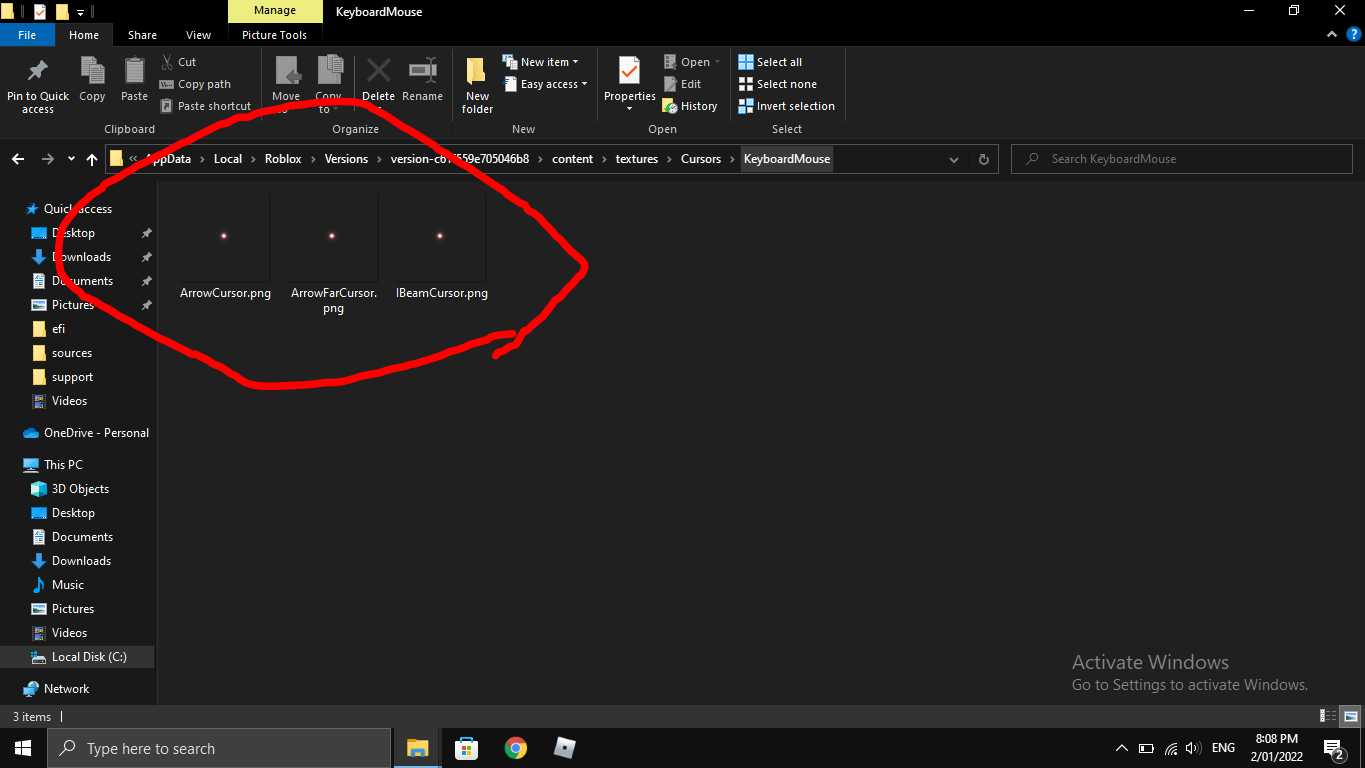 Manage
KeyboardMouse
File
Home
Share
View
Picture Tools
Pin to Quick access
Copy
Paste
Cut
Copy path
Paste shortcut
Clipboard
Move
Copy
to
Delete
Rename
Organize
New folder
New item
Easy access
New
Properties
Open
Edit
History
Open
Select all
Select none
Invert selection
Select
« AppData > Local > Roblox > Versions > content > textures > Cursors > KeyboardMouse
Search KeyboardMouse
Quick access
Desktop
Downloads
Documents
Pictures
efi
sources
support
Videos
OneDrive - Personal
This PC
3D Objects
Desktop
Documents
Downloads
Music
Pictures
Videos
Local Disk (C:)
Network
ArrowCursor.png
ArrowFarCursor.
png
IBeamCursor.png
Activate Windows
Go to Settings to activate Windows.
3 items
Type here to search
ENG
8:08 PM
2/01/2022
2